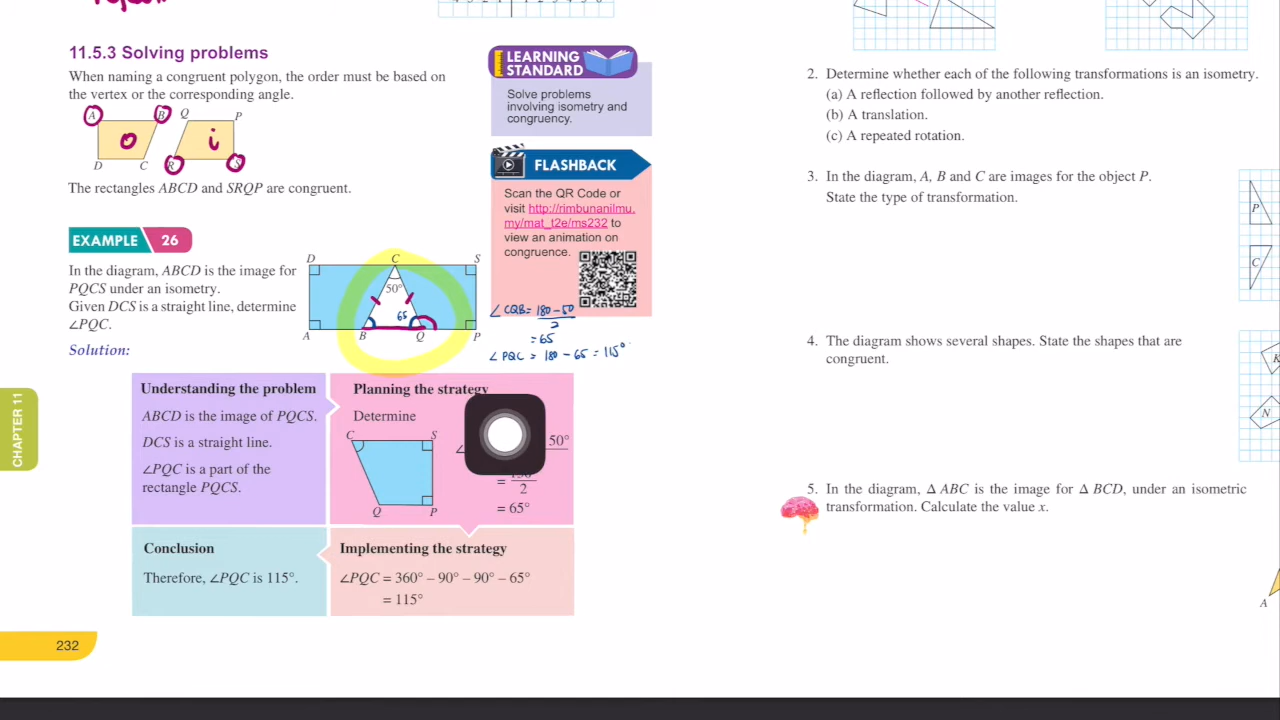 11.5.3 Solving problems
When naming a congruent polygon, the order must be based on
the vertex or the corresponding angle.
A B Q P
o i
D C R S
The rectangles ABCD and SRQP are congruent.
EXAMPLE 26
In the diagram, ABCD is the image for
PQCS under an isometry.
Given DCS is a straight line, determine
∠PQC.
D C S
50°
65
A B Q P
Solution:
LEARNING
STANDARD
Solve problems
involving isometry and
congruency.
FLASHBACK
Scan the QR Code or
visit http://rimbunanilmu.
my/mat_t2e/ms232 to
view an animation on
congruence.
∠CQB = 180 - 50
2
= 65
∠PQC = 180 - 65 = 115°
Understanding the problem
ABCD is the image of PQCS.
DCS is a straight line.
∠PQC is a part of the
rectangle PQCS.
Planning the strategy
Determine
C S
Q P
50°
=
2
= 65°
Conclusion
Therefore, ∠PQC is 115°.
Implementing the strategy
∠PQC = 360° – 90° – 90° – 65°
= 115°
CHAPTER 11
232
2. Determine whether each of the following transformations is an isometry.
(a) A reflection followed by another reflection.
(b) A translation.
(c) A repeated rotation.
3. In the diagram, A, B and C are images for the object P.
State the type of transformation.
P
C
4. The diagram shows several shapes. State the shapes that are
congruent.
K
N
5. In the diagram, Δ ABC is the image for Δ BCD, under an isometric
transformation. Calculate the value x.
A